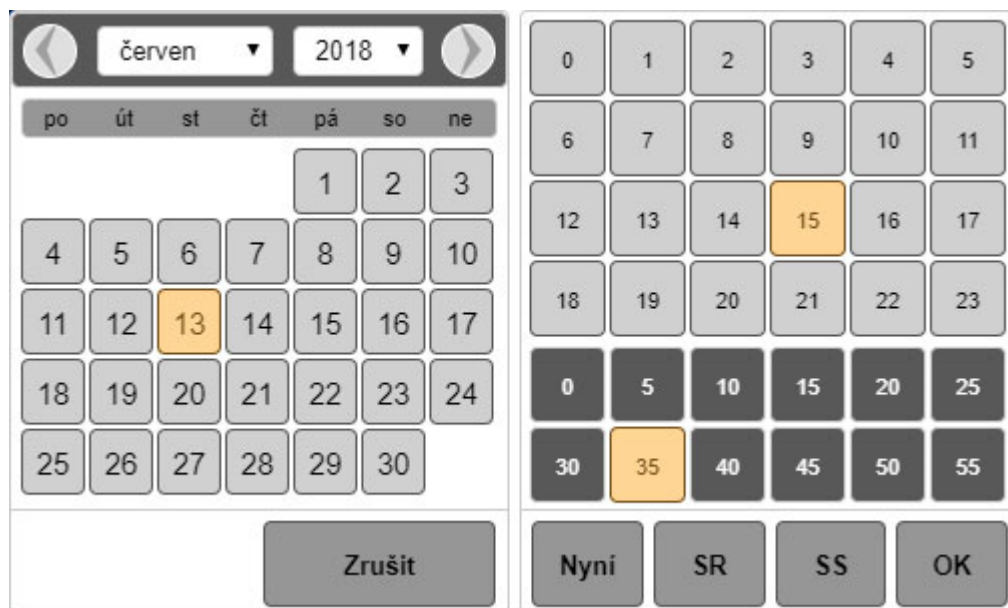 červen 2018
po út st čt pá so ne
1 2 3
4 5 6 7 8 9 10
11 12 13 14 15 16 17
18 19 20 21 22 23 24
25 26 27 28 29 30
Zrušit
0 1 2 3 4 5
6 7 8 9 10 11
12 13 14 15 16 17
18 19 20 21 22 23
0 5 10 15 20 25
30 35 40 45 50 55
Nyní SR SS OK